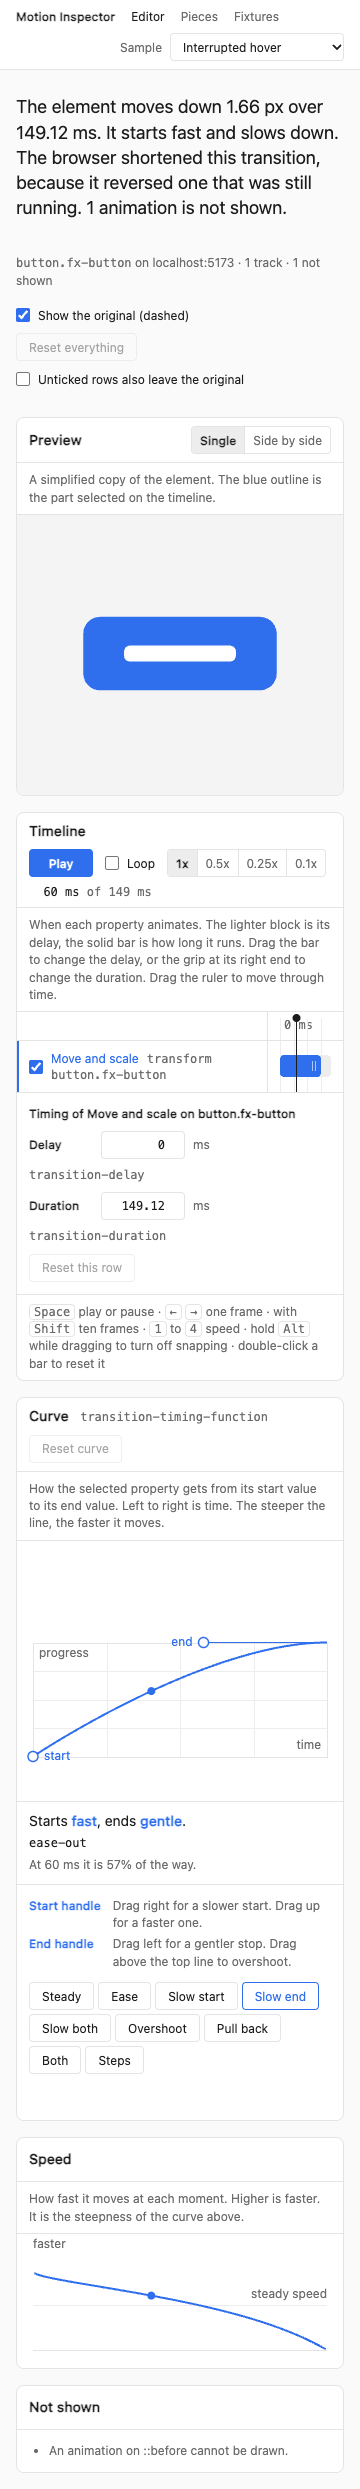 Motion Inspector Editor Pieces Fixtures
Sample Interrupted hover
The element moves down 1.66 px over
149.12 ms. It starts fast and slows down.
The browser shortened this transition,
because it reversed one that was still
running. 1 animation is not shown.
button.fx-button on localhost:5173 · 1 track · 1 not
shown
Show the original (dashed)
Reset everything
Unticked rows also leave the original
Preview Single Side by side
A simplified copy of the element. The blue outline is
the part selected on the timeline.
Timeline
Play Loop 1x 0.5x 0.25x 0.1x
60 ms of 149 ms
When each property animates. The lighter block is its
delay, the solid bar is how long it runs. Drag the bar
to change the delay, or the grip at its right end to
change the duration. Drag the ruler to move through
time.
0 ms
Move and scale transform
button.fx-button
Timing of Move and scale on button.fx-button
Delay 0 ms
transition-delay
Duration 149.12 ms
transition-duration
Reset this row
Space play or pause · ← → one frame · with
Shift ten frames · 1 to 4 speed · hold Alt
while dragging to turn off snapping · double-click a
bar to reset it
Curve transition-timing-function
Reset curve
How the selected property gets from its start value
to its end value. Left to right is time. The steeper the
line, the faster it moves.
end
progress
time
start
Starts fast, ends gentle.
ease-out
At 60 ms it is 57% of the way.
Start handle Drag right for a slower start. Drag up
for a faster one.
End handle Drag left for a gentler stop. Drag
above the top line to overshoot.
Steady Ease Slow start Slow end
Slow both Overshoot Pull back
Both Steps
Speed
How fast it moves at each moment. Higher is faster.
It is the steepness of the curve above.
faster
steady speed
Not shown
• An animation on ::before cannot be drawn.